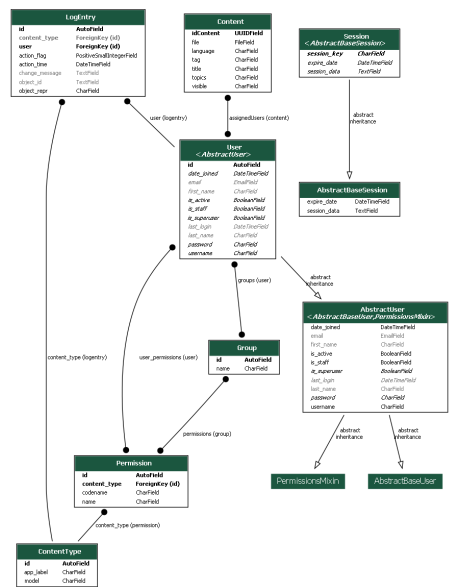 LogEntry
id AutoField
content_type ForeignKey (id)
user ForeignKey (id)
action_flag PositiveSmallIntegerField
action_time DateTimeField
change_message TextField
object_id TextField
object_repr CharField
Content
idContent UUIDField
file FileField
language CharField
tag CharField
title CharField
topics CharField
visible CharField
Session
<AbstractBaseSession>
session_key CharField
expire_date DateTimeField
session_data TextField
user (logentry)
assignedUsers (content)
abstract
inheritance
User
<AbstractUser>
id AutoField
date_joined DateTimeField
email EmailField
first_name CharField
is_active BooleanField
is_staff BooleanField
is_superuser BooleanField
last_login DateTimeField
last_name CharField
password CharField
username CharField
AbstractBaseSession
expire_date DateTimeField
session_data TextField
groups (user)
abstract
inheritance
AbstractUser
<AbstractBaseUser,PermissionsMixin>
date_joined DateTimeField
email EmailField
first_name CharField
is_active BooleanField
is_staff BooleanField
is_superuser BooleanField
last_login DateTimeField
last_name CharField
password CharField
username CharField
content_type (logentry)
user_permissions (user)
Group
id AutoField
name CharField
permissions (group)
abstract
inheritance
abstract
inheritance
Permission
id AutoField
content_type ForeignKey (id)
codename CharField
name CharField
PermissionsMixin
AbstractBaseUser
content_type (permission)
ContentType
id AutoField
app_label CharField
model CharField